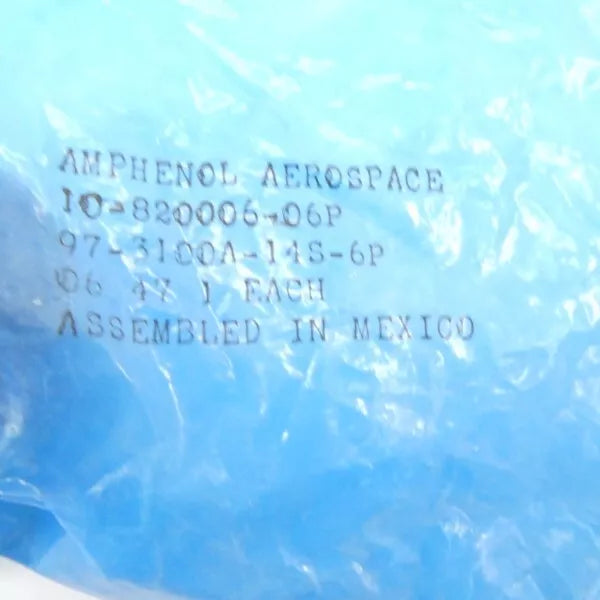 AMPHENOL AEROSPACE
10-820006-06P
97-3100A-14S-6P
06 47 1 EACH
ASSEMBLED IN MEXICO